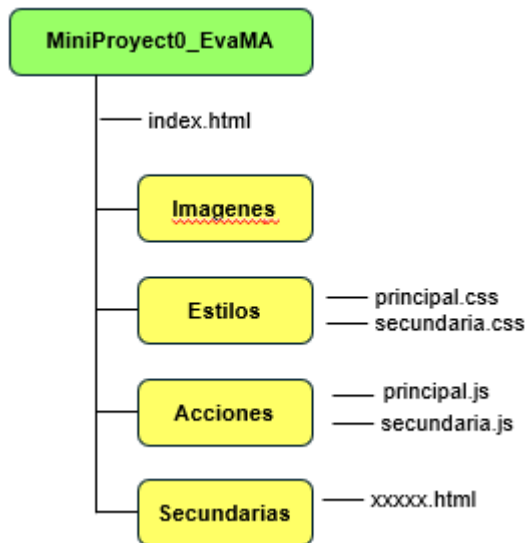 MiniProyect0_EvaMA
index.html
Imagenes
Estilos
principal.css
secundaria.css
Acciones
principal.js
secundaria.js
Secundarias
xxxxx.html